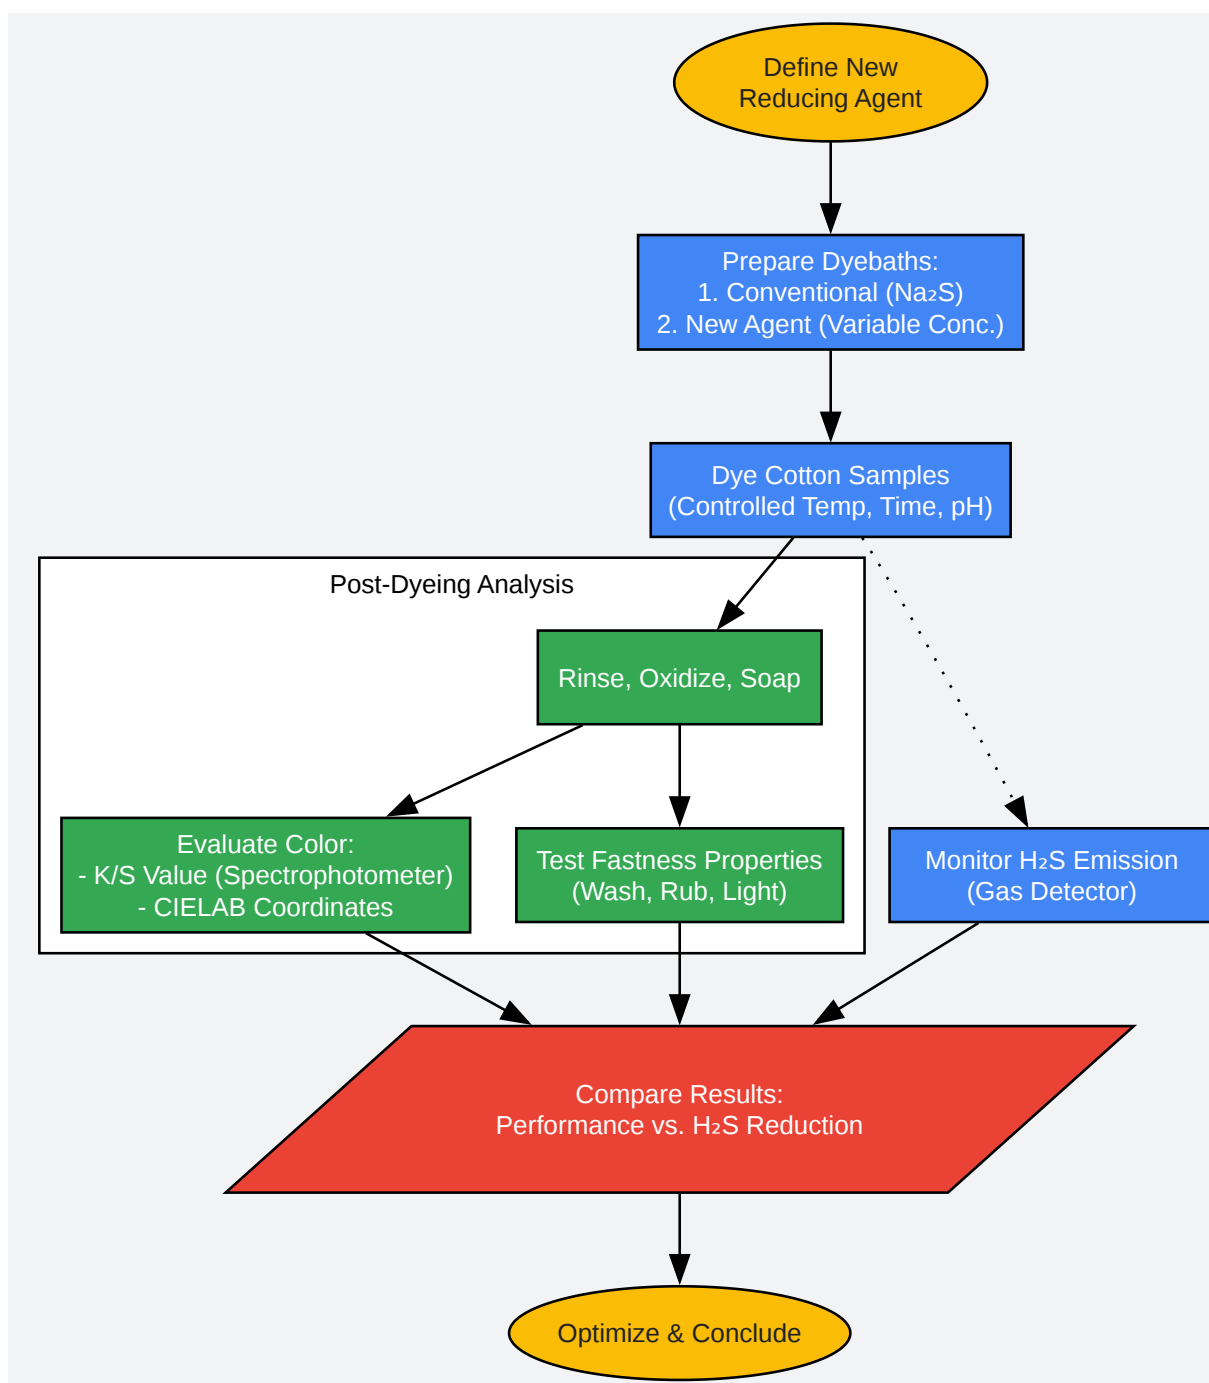 Define New
Reducing Agent
Prepare Dyebaths:
1. Conventional (Na₂S)
2. New Agent (Variable Conc.)
Dye Cotton Samples
(Controlled Temp, Time, pH)
Post-Dyeing Analysis
Rinse, Oxidize, Soap
Evaluate Color:
- K/S Value (Spectrophotometer)
- CIELAB Coordinates
Test Fastness Properties
(Wash, Rub, Light)
Monitor H₂S Emission
(Gas Detector)
Compare Results:
Performance vs. H₂S Reduction
Optimize & Conclude